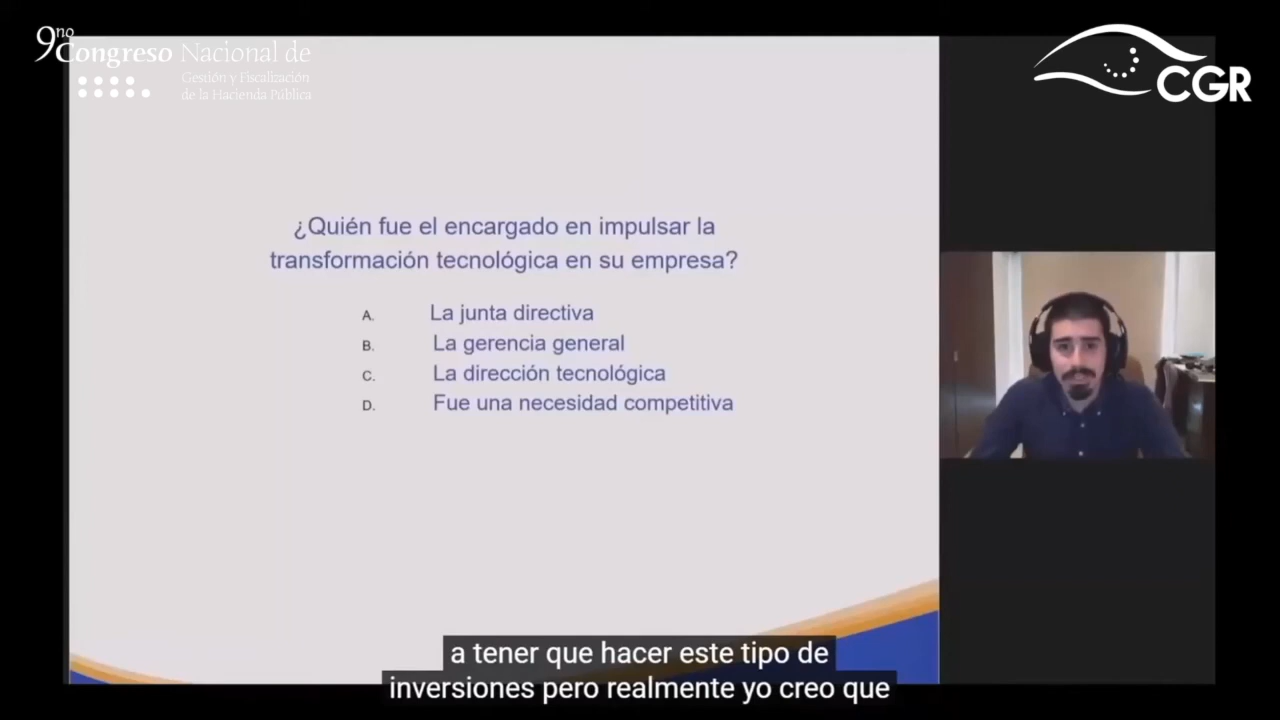 9no
Congreso Nacional de
Gestión y Fiscalización
de la Hacienda Pública
CGR
¿Quién fue el encargado en impulsar la
transformación tecnológica en su empresa?
A. La junta directiva
B. La gerencia general
C. La dirección tecnológica
D. Fue una necesidad competitiva
a tener que hacer este tipo de
inversiones pero realmente yo creo que